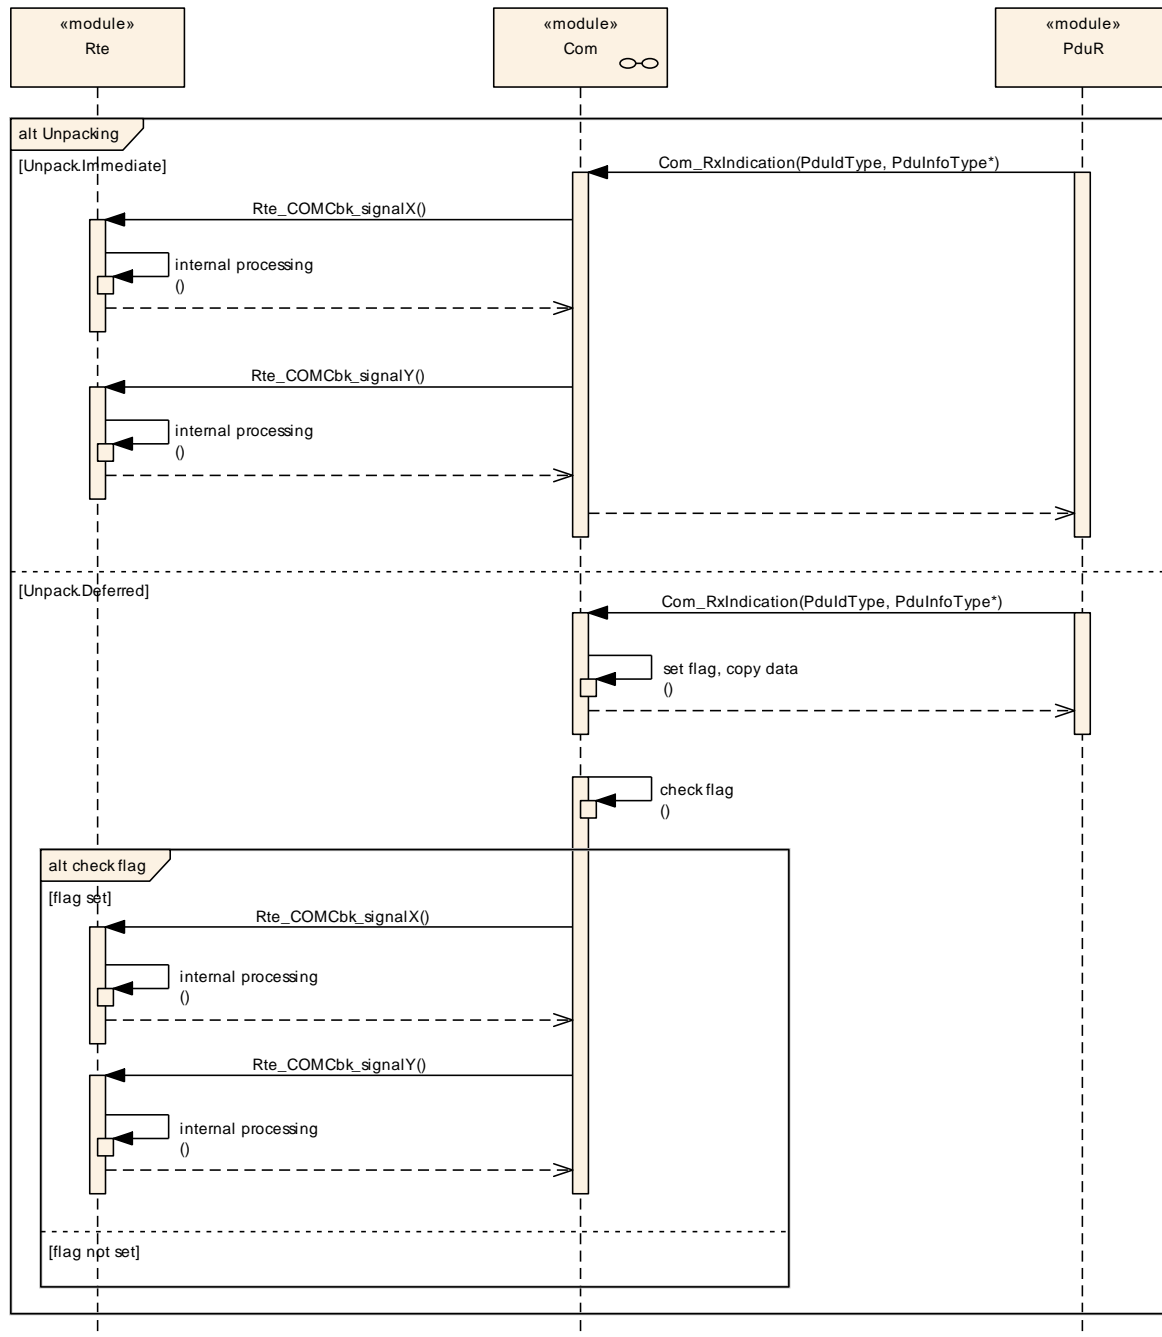 «module»
Rte
«module»
Com
«module»
PduR
alt Unpacking
[Unpack.Immediate]
Com_RxIndication(PduIdType, PduInfoType*)
Rte_COMCbk_signalX()
internal processing
()
Rte_COMCbk_signalY()
internal processing
()
[Unpack.Deferred]
Com_RxIndication(PduIdType, PduInfoType*)
set flag, copy data
()
check flag
()
alt check flag
[flag set]
Rte_COMCbk_signalX()
internal processing
()
Rte_COMCbk_signalY()
internal processing
()
[flag not set]